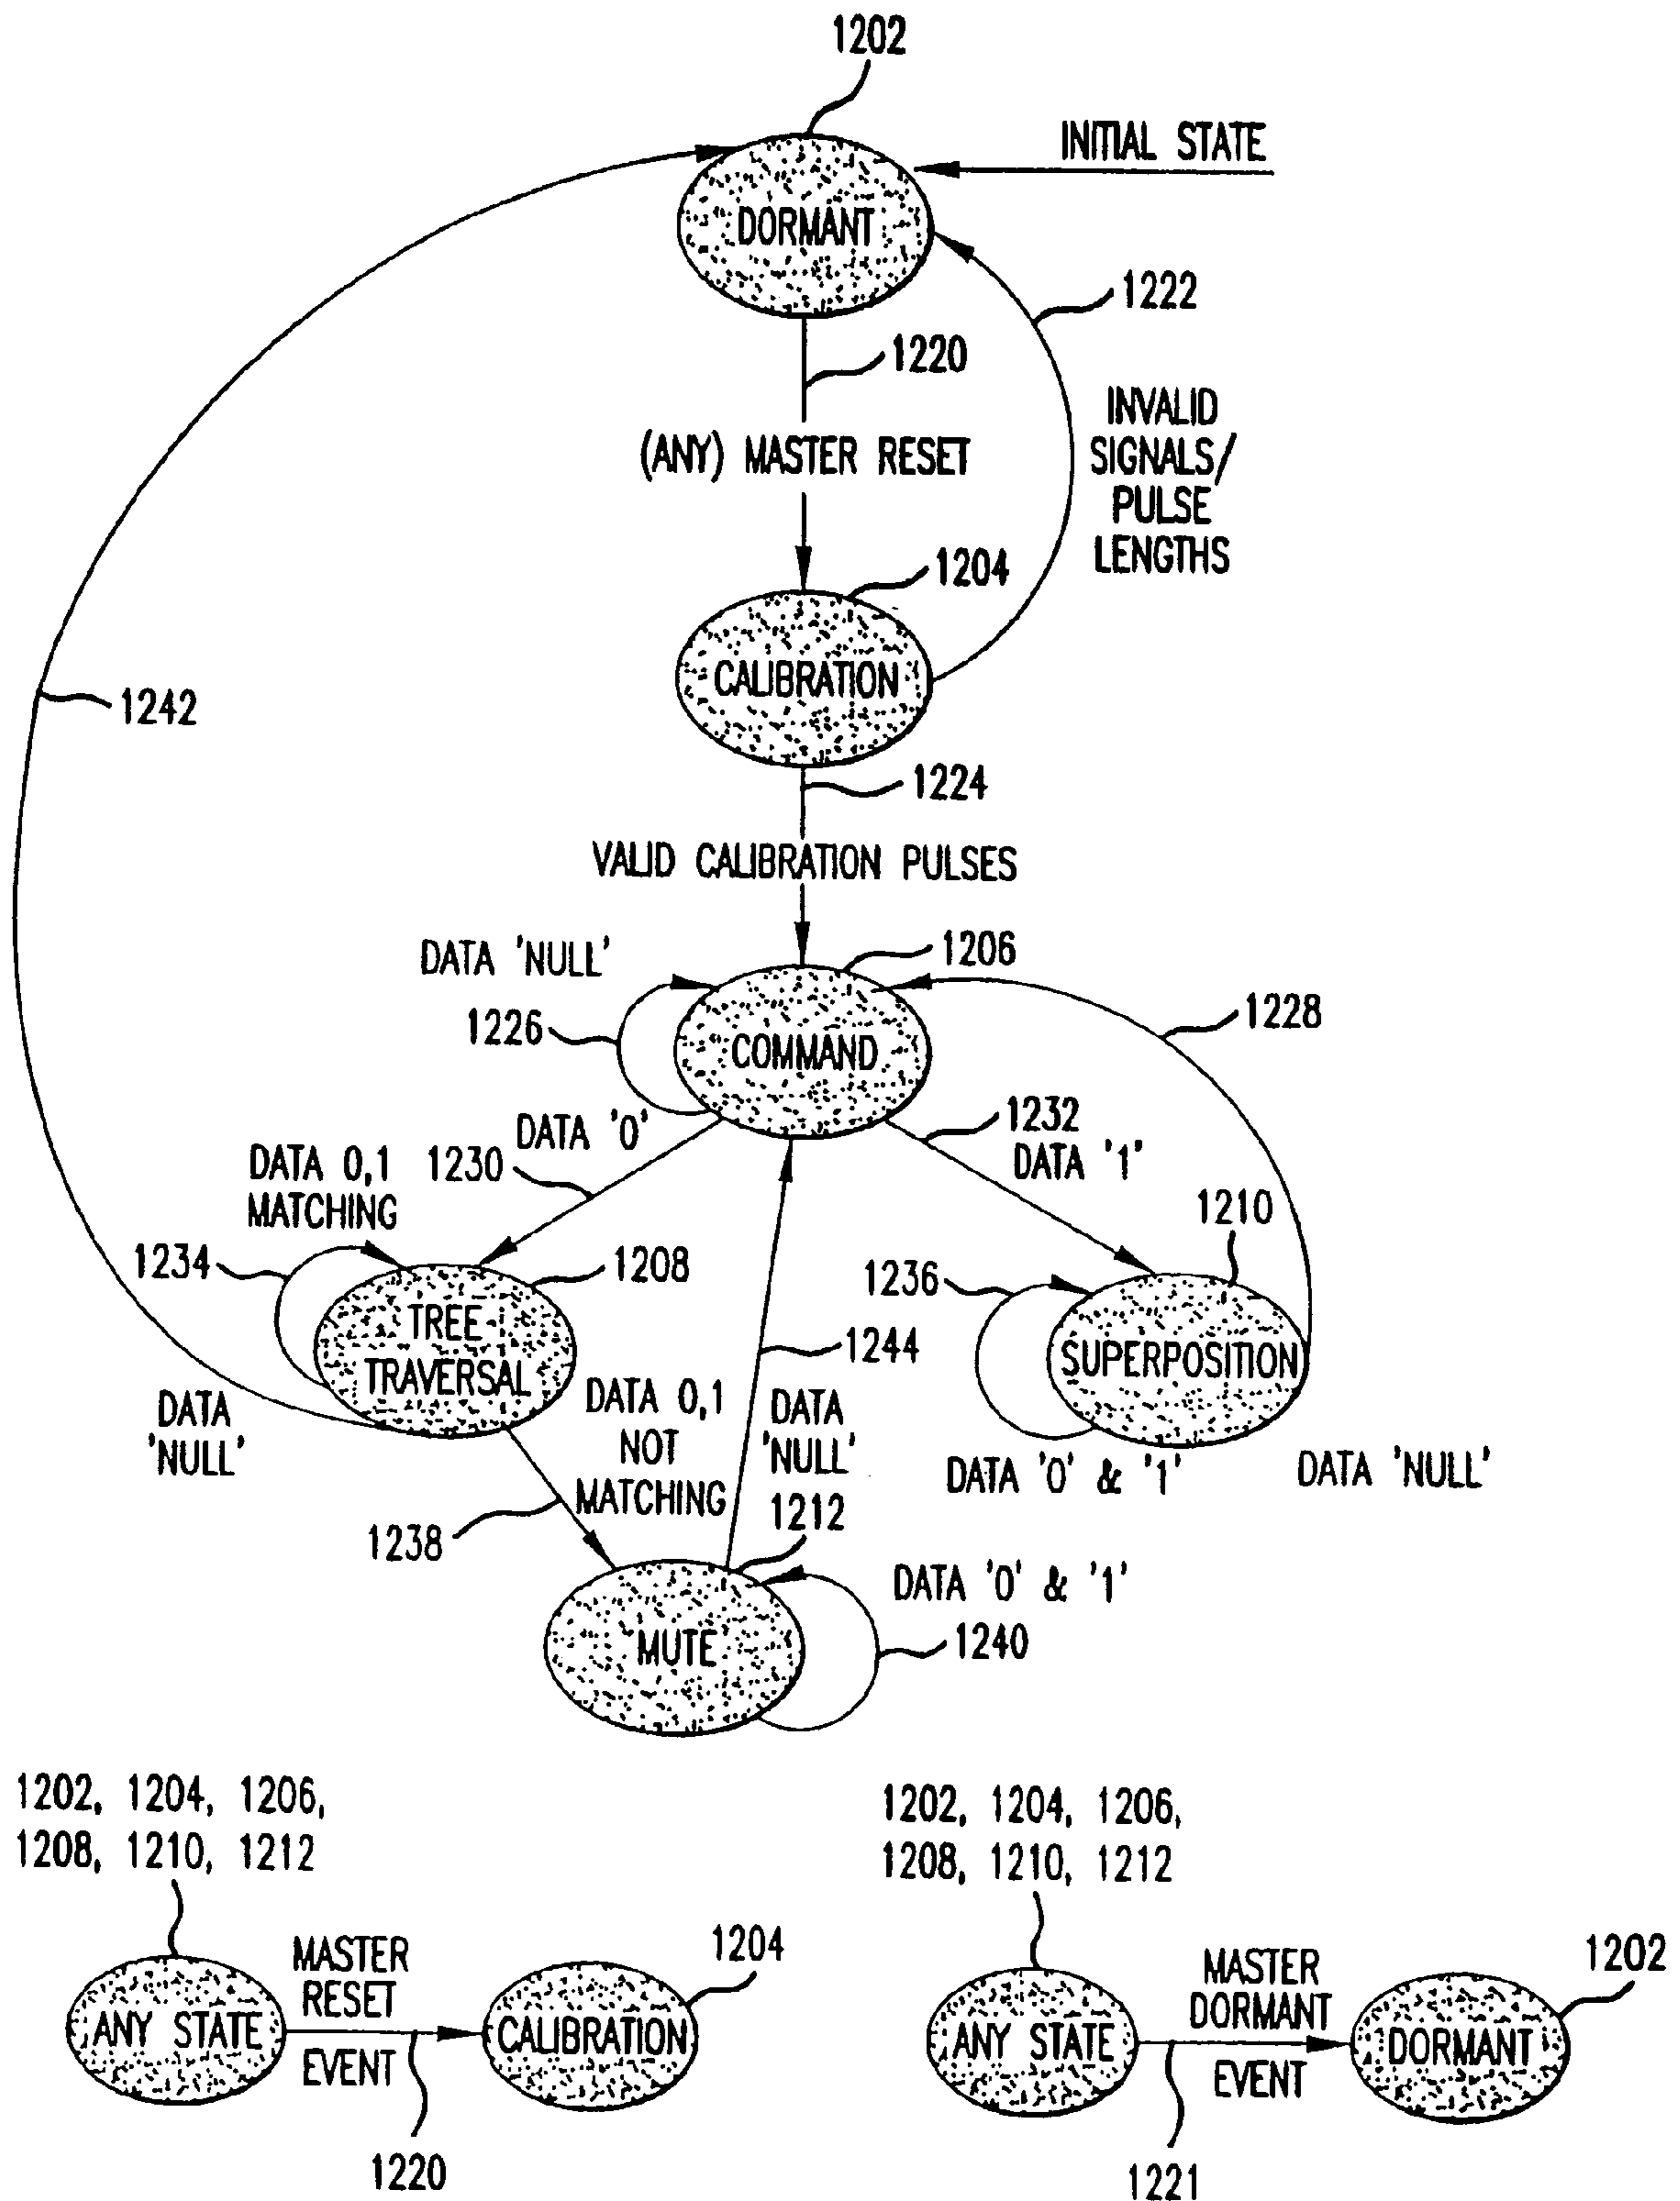 1202
INITIAL STATE
DORMANT
1222
1220
INVALID
SIGNALS/
PULSE
LENGTHS
(ANY) MASTER RESET
1204
CALIBRATION
1242
1224
VALID CALIBRATION PULSES
DATA 'NULL'
1206
1226
COMMAND
1228
DATA '0'
1232
DATA '1'
DATA 0,1
MATCHING
1230
1210
1234
1208
1236
TREE
TRAVERSAL
1244
SUPERPOSITION
DATA
'NULL'
DATA 0,1
NOT
MATCHING
DATA
'NULL'
1212
DATA '0' & '1'
DATA 'NULL'
1238
DATA '0' & '1'
MUTE
1240
1202, 1204, 1206,
1208, 1210, 1212
ANY STATE
MASTER
RESET
EVENT
1204
CALIBRATION
1220
1202, 1204, 1206,
1208, 1210, 1212
ANY STATE
MASTER
DORMANT
EVENT
1202
DORMANT
1221